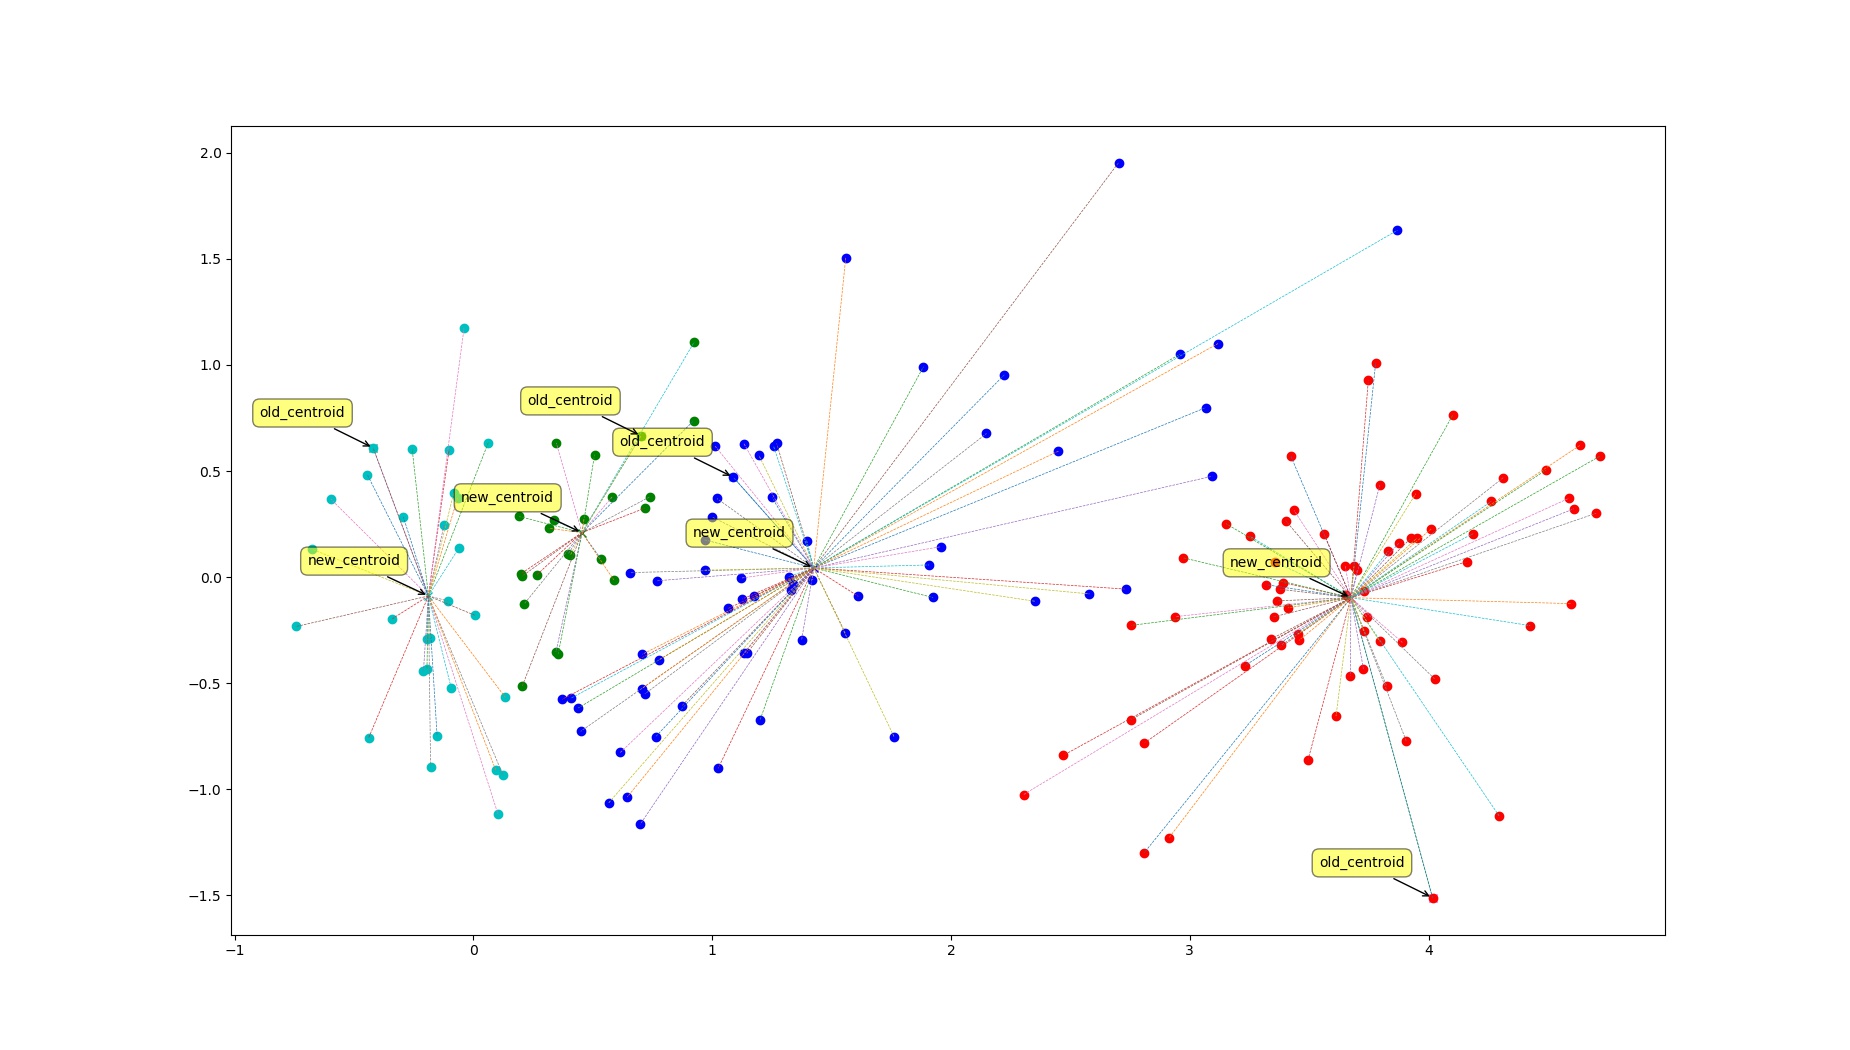 2.0
1.5
1.0
0.5
0.0
−0.5
−1.0
−1.5
old_centroid
old_centroid
old_centroid
new_centroid
new_centroid
new_centroid
new_centroid
old_centroid
−1
0
1
2
3
4